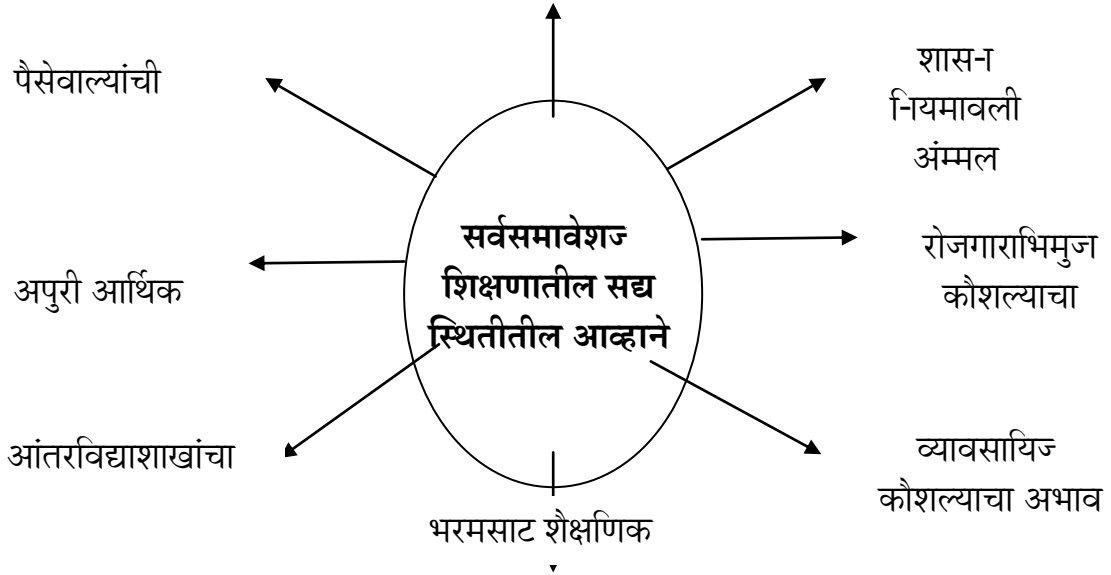 पैसेवाल्यांची
शास-ा
-ियमावली
अंम्मल
सर्वसमावेशज्
शिक्षणातील सद्य
स्थितीतील आव्हाने
रोजगाराभिमुज
कौशल्याचा
अपुरी आर्थिक
आंतरविद्याशाखांचा
व्यावसायिज्
कौशल्याचा अभाव
भरमसाट शैक्षणिक